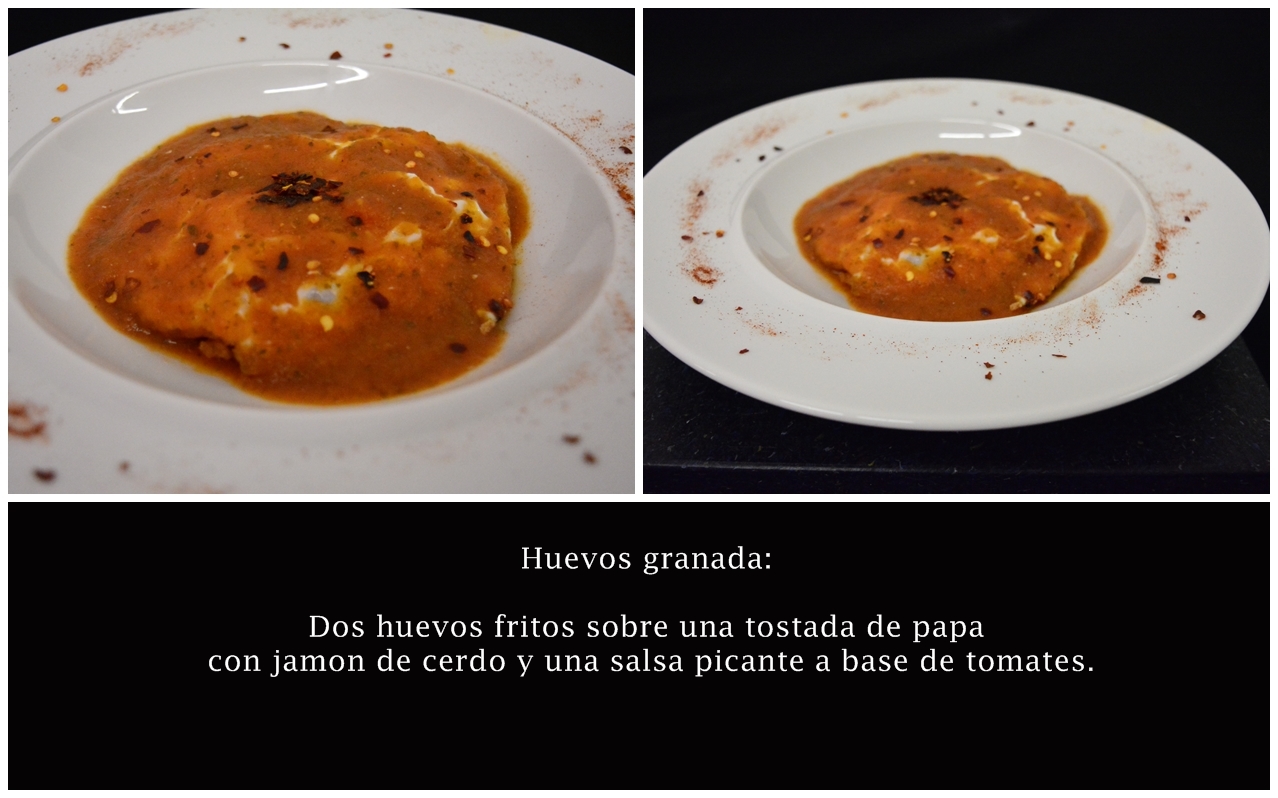 Huevos granada:
Dos huevos fritos sobre una tostada de papa
con jamon de cerdo y una salsa picante a base de tomates.